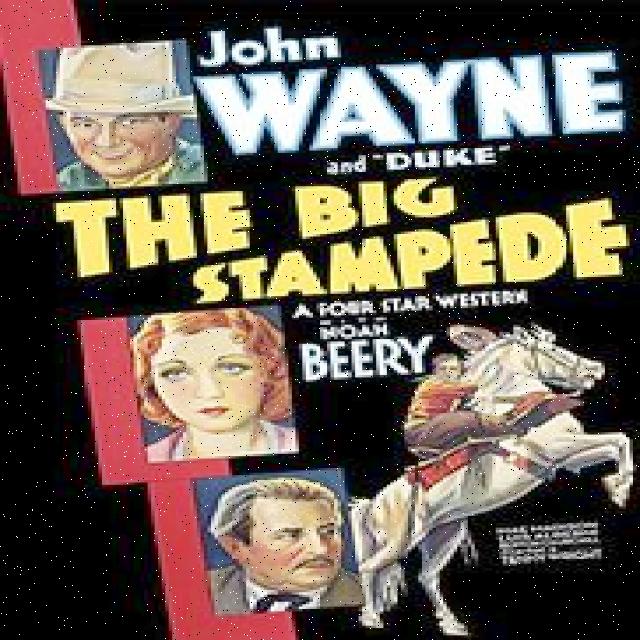 John
WAYNE
and "DUKE"
THE BIG
STAMPEDE
A FOUR STAR WESTERN
NOAH
BEERY